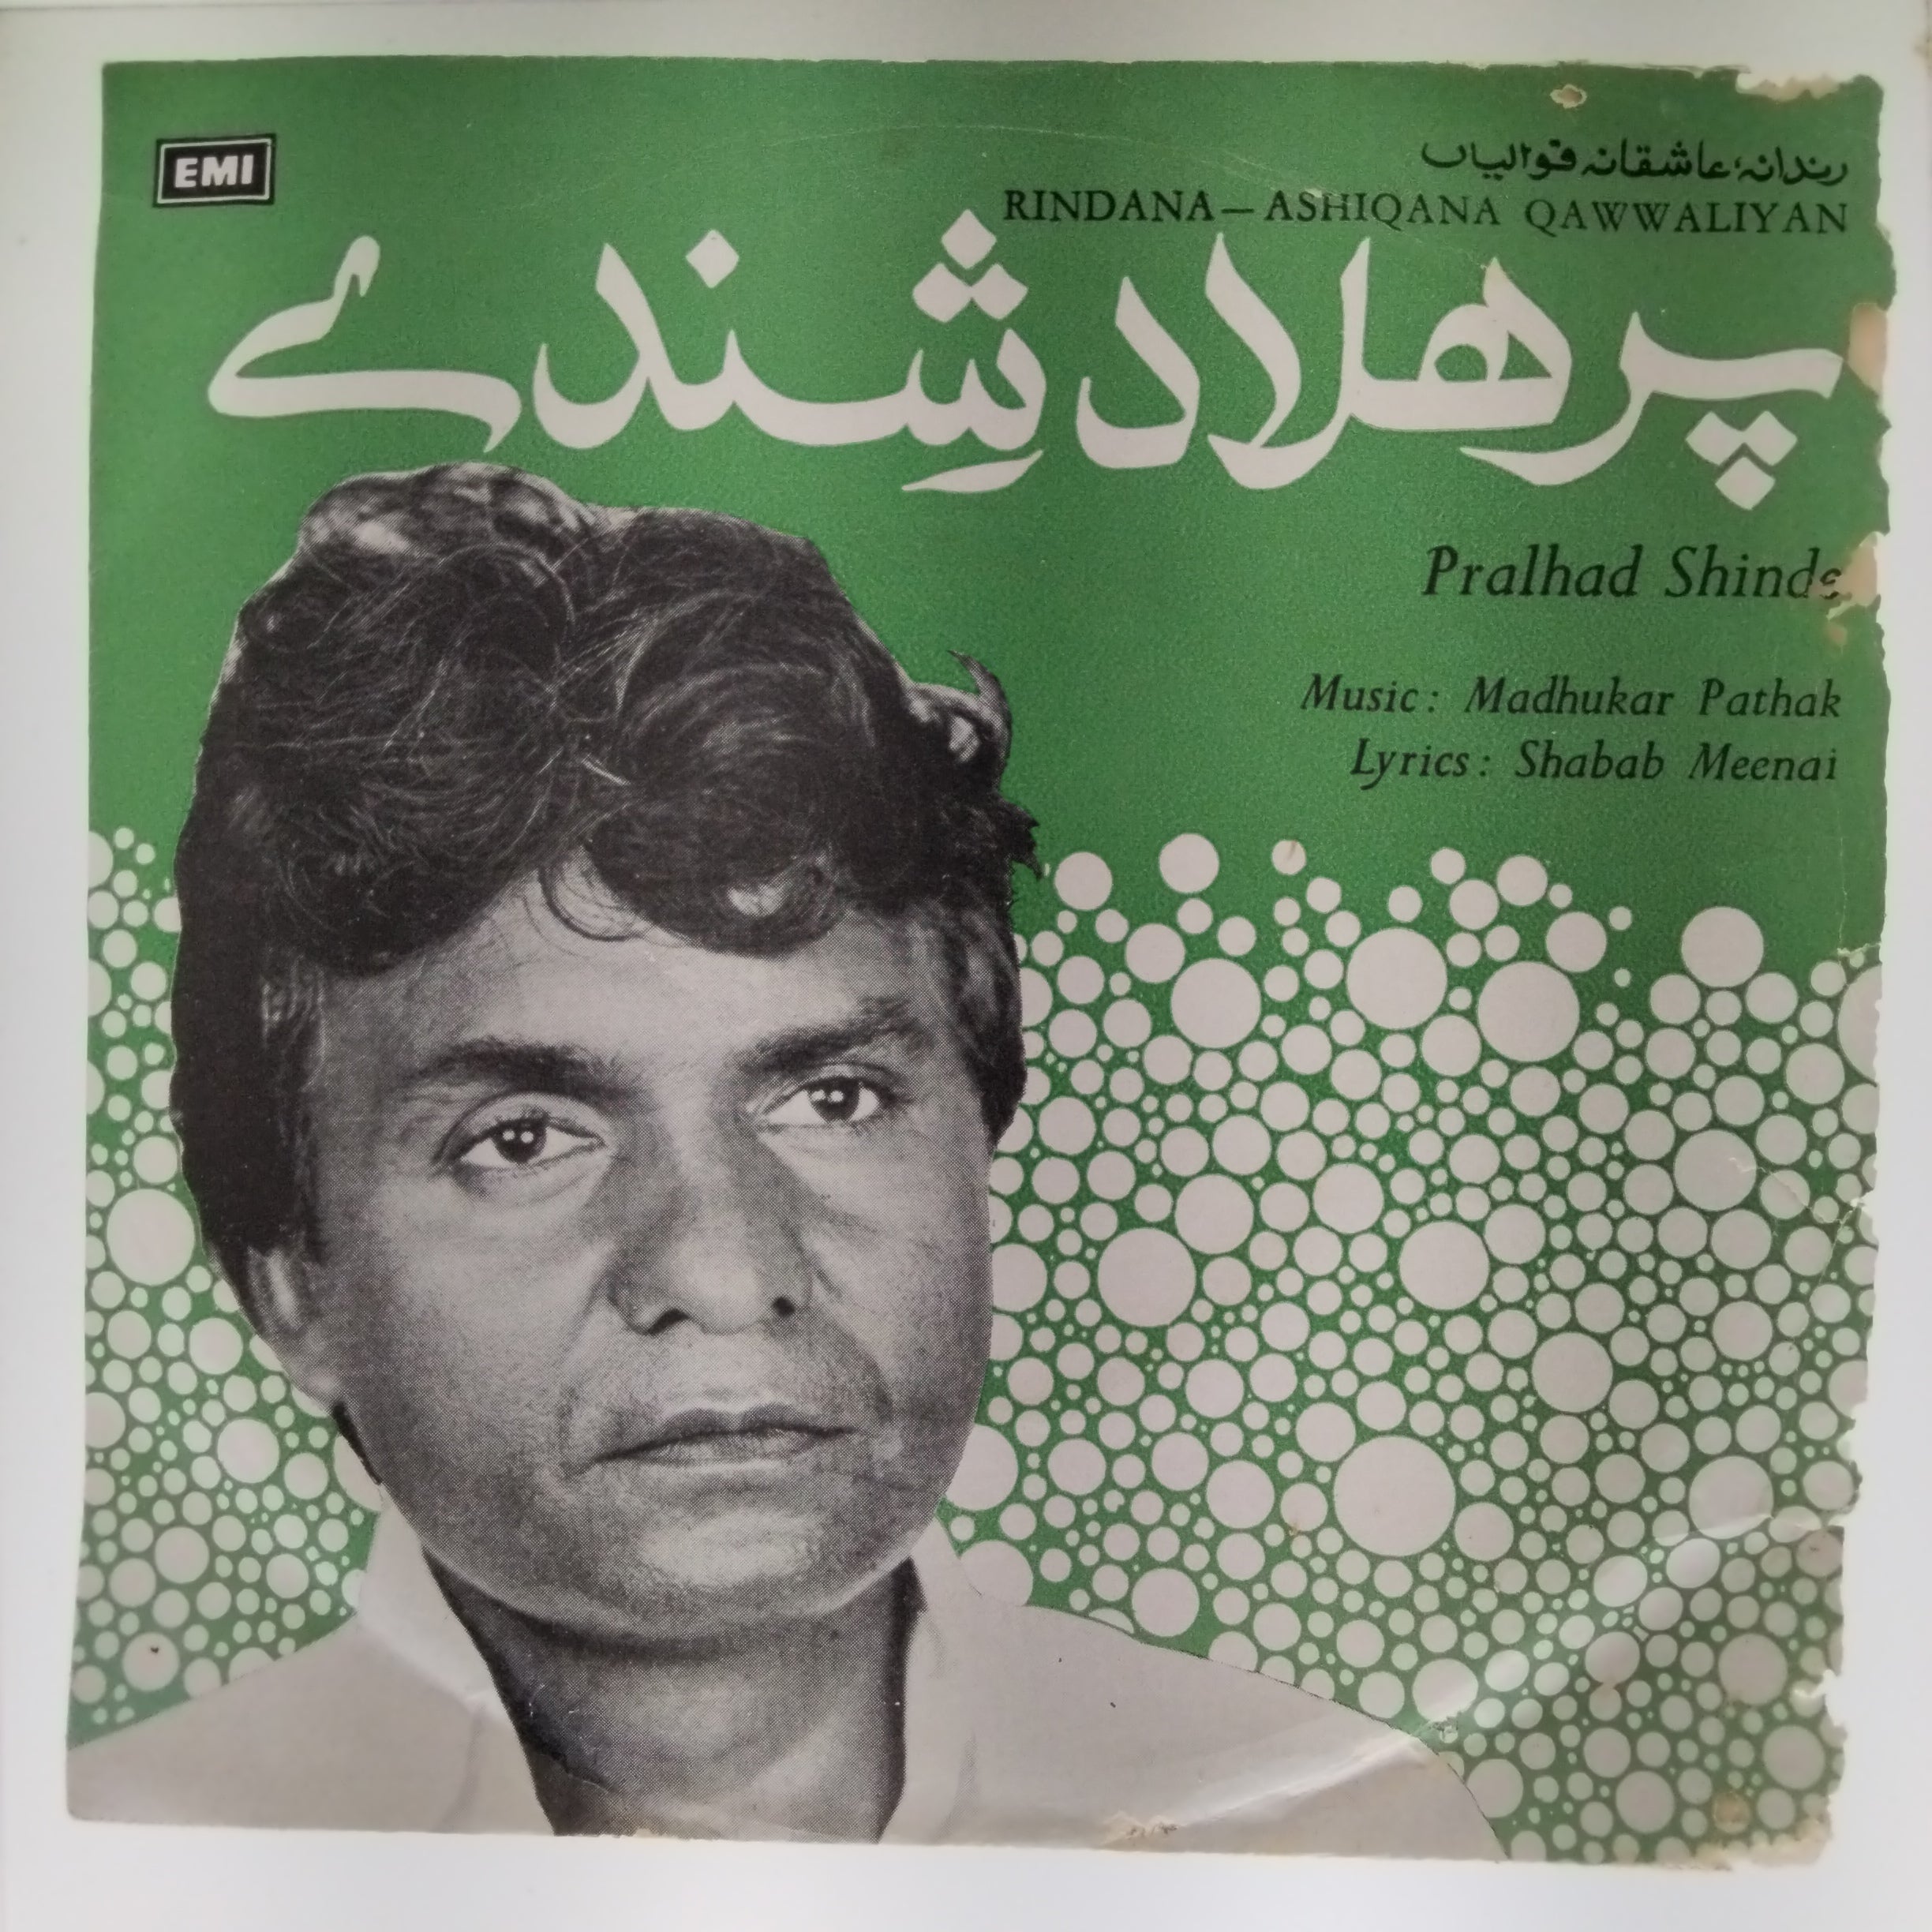 EMI
رندانہ، عاشقانہ قوالیاں
RINDANA—ASHIQANA QAWWALIYAN
پرھلاد شِندے
Pralhad Shinde
Music: Madhukar Pathak
Lyrics: Shabab Meenai